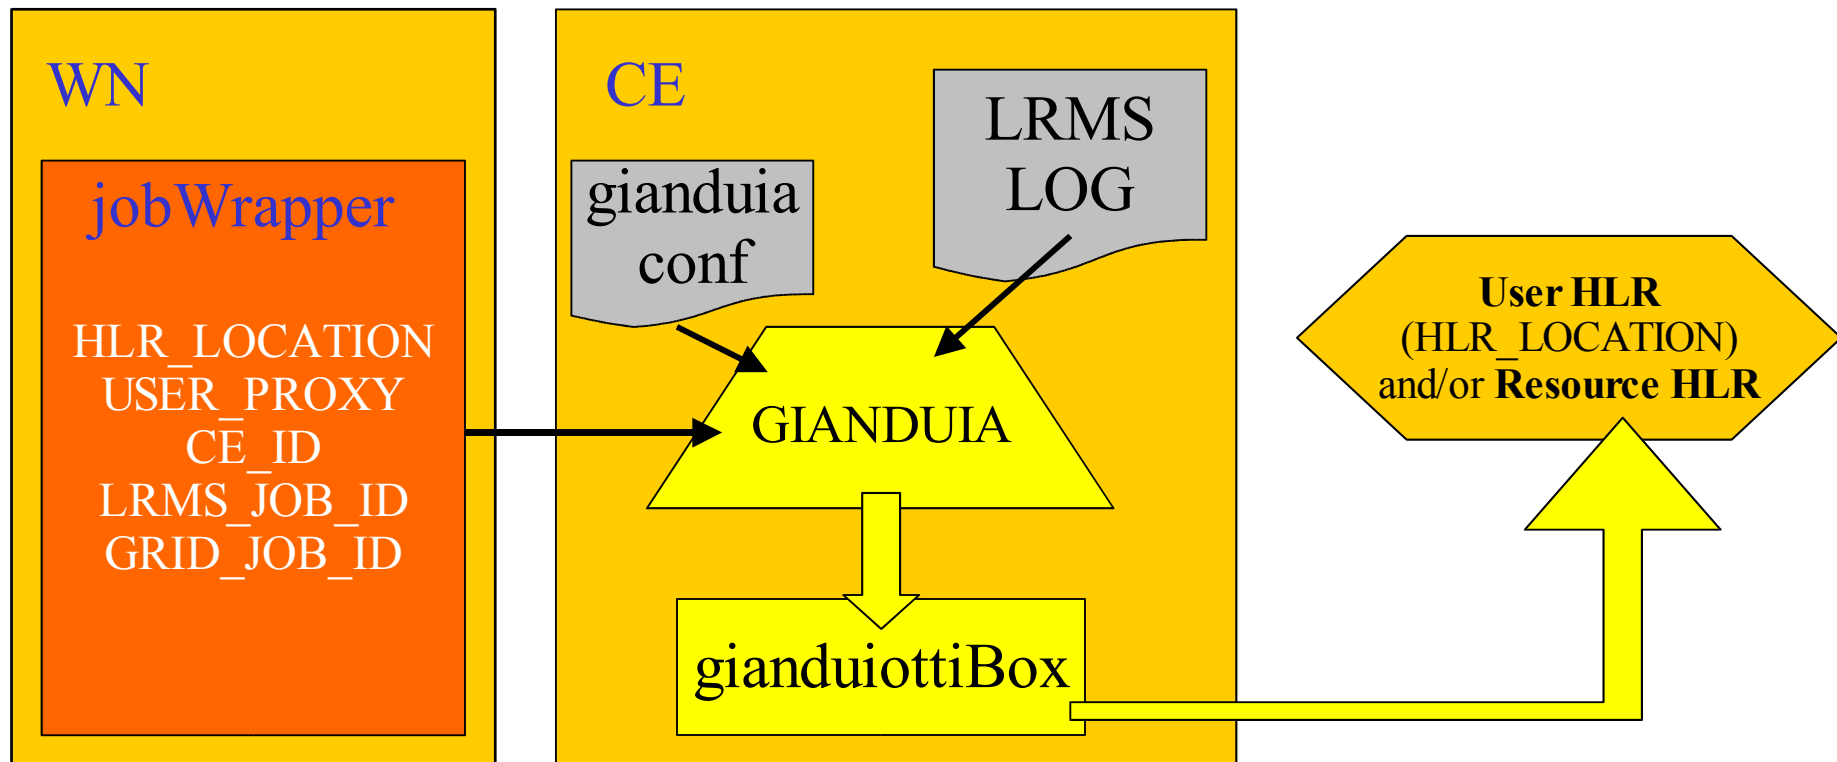 WN
jobWrapper
HLR_LOCATION
USER_PROXY
CE_ID
LRMS_JOB_ID
GRID_JOB_ID
CE
gianduia
conf
LRMS
LOG
GIANDUIA
gianduiottiBox
User HLR
(HLR_LOCATION)
and/or Resource HLR